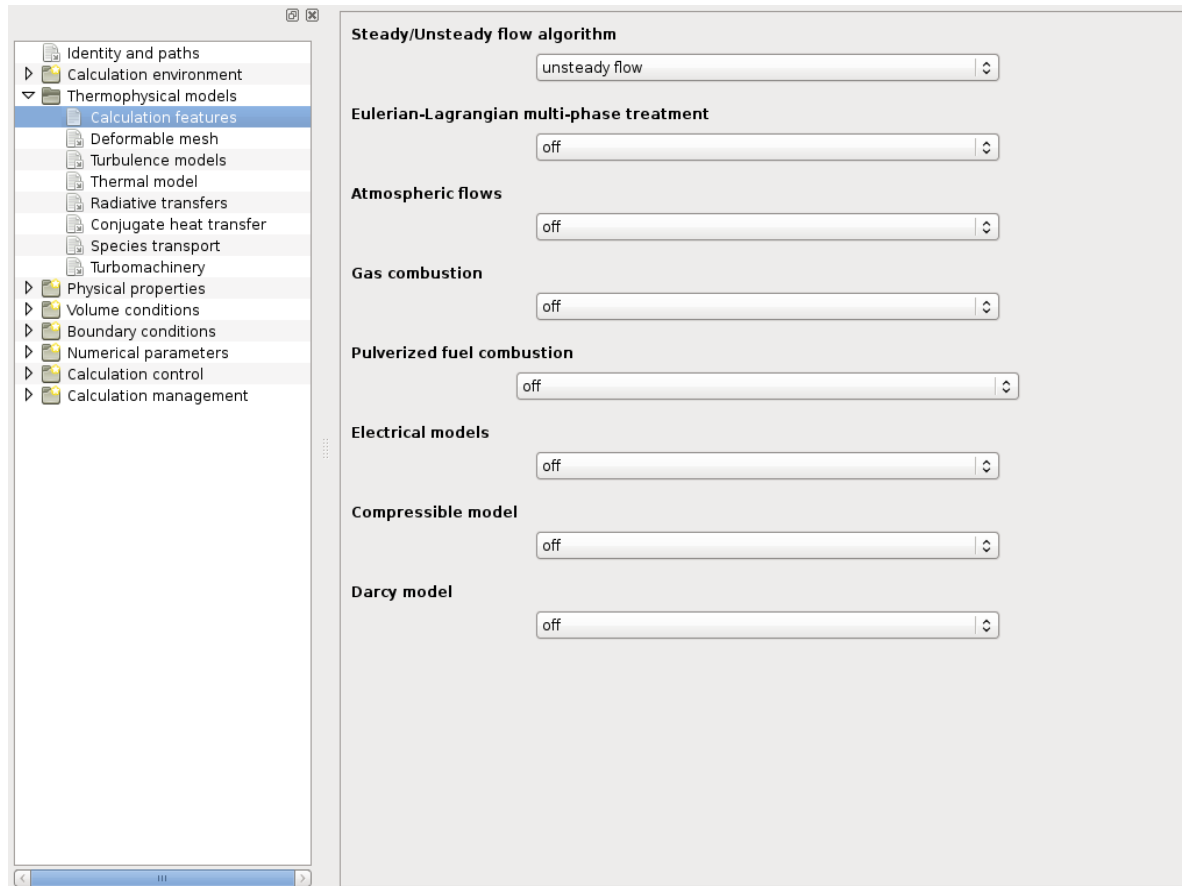 Identity and paths
Calculation environment
Thermophysical models
Calculation features
Deformable mesh
Turbulence models
Thermal model
Radiative transfers
Conjugate heat transfer
Species transport
Turbomachinery
Physical properties
Volume conditions
Boundary conditions
Numerical parameters
Calculation control
Calculation management
Steady/Unsteady flow algorithm
unsteady flow
Eulerian-Lagrangian multi-phase treatment
off
Atmospheric flows
off
Gas combustion
off
Pulverized fuel combustion
off
Electrical models
off
Compressible model
off
Darcy model
off